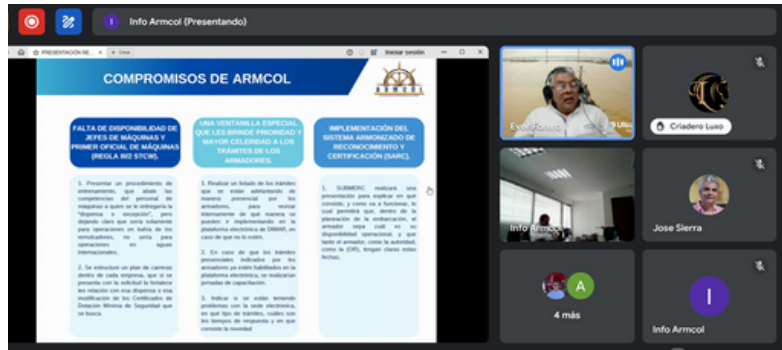 Info Armcol (Presentando)
PRESENTACIÓN RE...
Crear
Iniciar sesión
COMPROMISOS DE ARMCOL
ARMCOL
FALTA DE DISPONIBILIDAD DE
JEFES DE MÁQUINAS Y
PRIMER OFICIAL DE MÁQUINAS
(REGLA III/2 STCW).
1. Presentar un procedimiento de
entrenamiento, que avale las
competencias del personal de
máquinas a quien se le entregaría la
"dispensa o excepción", pero
dejando claro que sería solamente
para operaciones en bahía de los
remolcadores, no sería para
operaciones en aguas
internacionales.
2. Se estructure un plan de carreras
dentro de cada empresa, que si se
presenta con la solicitud la fortalece
en relación con esa dispensa o esa
modificación de los Certificados de
Dotación Mínima de Seguridad que
se busca
UNA VENTANILLA ESPECIAL
QUE LES BRINDE PRIORIDAD Y
MAYOR CELERIDAD A LOS
TRÁMITES DE LOS
ARMADORES.
1. Realizar un listado de los trámites
que se están adelantando de
manera presencial por los
armadores, para revisar
internamente de qué manera se
pueden ir implementando en la
plataforma electrónica de DIMAR, en
caso de que no lo estén.
2. En caso de que los trámites
presenciales indicados por los
armadores ya estén habilitados en la
plataforma electrónica, se realizarían
jornadas de capacitación.
3. Indicar si se están teniendo
problemas con la sede electrónica,
en qué tipo de trámites, cuáles son
los tiempos de respuesta y en que
consiste la novedad
IMPLEMENTACIÓN DEL
SISTEMA ARMONIZADO DE
RECONOCIMIENTO Y
CERTIFICACIÓN (SARC).
1. SUBMERC realizará una
presentación para explicar en qué
consiste, y como va a funcionar, lo
cual permitirá que, dentro de la
planeación de la embarcación, el
armador sepa cuál es su
disponibilidad operacional, y que
tanto el armador, como la autoridad,
como la (OR), tengan claras estas
fechas.
Criadero Luxo
Info Armcol
Jose Sierra
A
4 más
I
Info Armcol